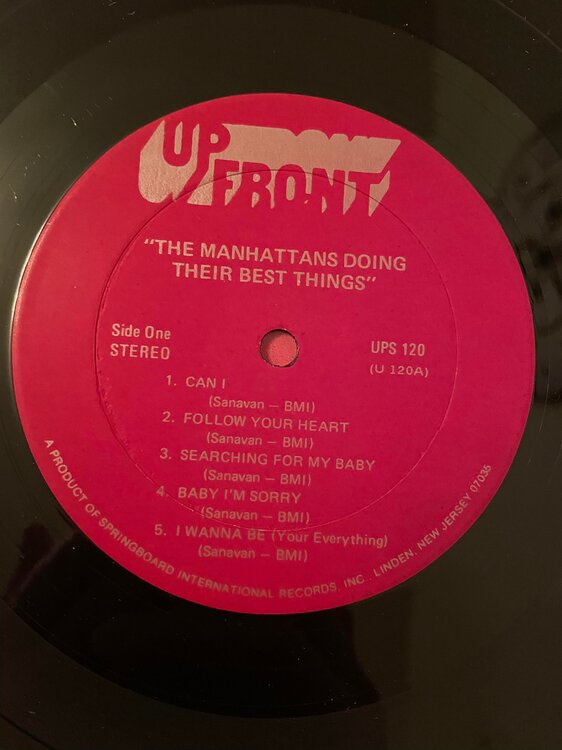 UP FRONT
"THE MANHATTANS DOING
THEIR BEST THINGS"
Side One
STEREO
UPS 120
(U 120A)
1. CAN I
(Sanavan — BMI)
2. FOLLOW YOUR HEART
(Sanavan — BMI)
3. SEARCHING FOR MY BABY
(Sanavan — BMI)
4. BABY I'M SORRY
(Sanavan — BMI)
5. I WANNA BE (Your Everything)
(Sanavan — BMI)
A PRODUCT OF SPRINGBOARD INTERNATIONAL RECORDS, INC., LINDEN, NEW JERSEY 07036